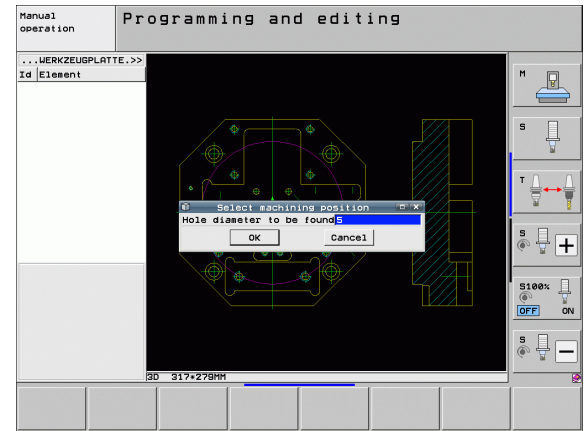 Manual
operation
Programming and editing
...WERKZEUGPLATTE.>>
Id Element
Select machining position
Hole diameter to be found 5
OK
Cancel
3D 317*279MM
M
S
T
S
S100%
OFF ON
S